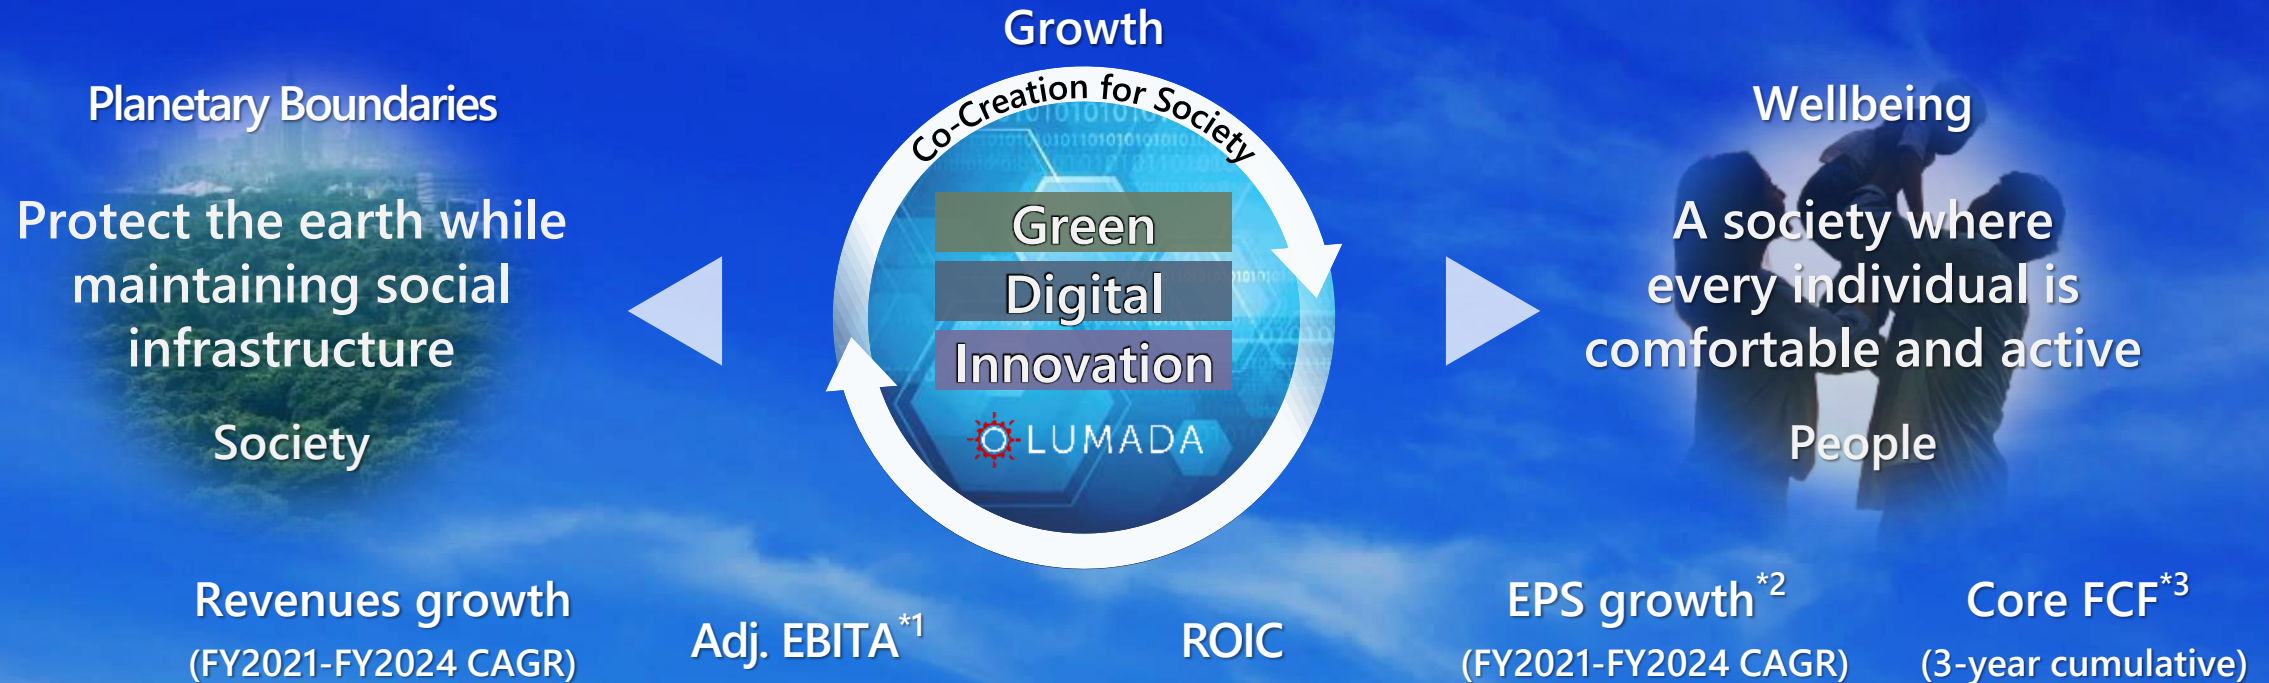 Growth
Co-Creation for Society
Planetary Boundaries
Protect the earth while
maintaining social
infrastructure
Society
Green
Digital
Innovation
LUMADA
Wellbeing
A society where
every individual is
comfortable and active
People
Revenues growth
(FY2021-FY2024 CAGR)
Adj. EBITA*1
ROIC
EPS growth*2
(FY2021-FY2024 CAGR)
Core FCF*3
(3-year cumulative)